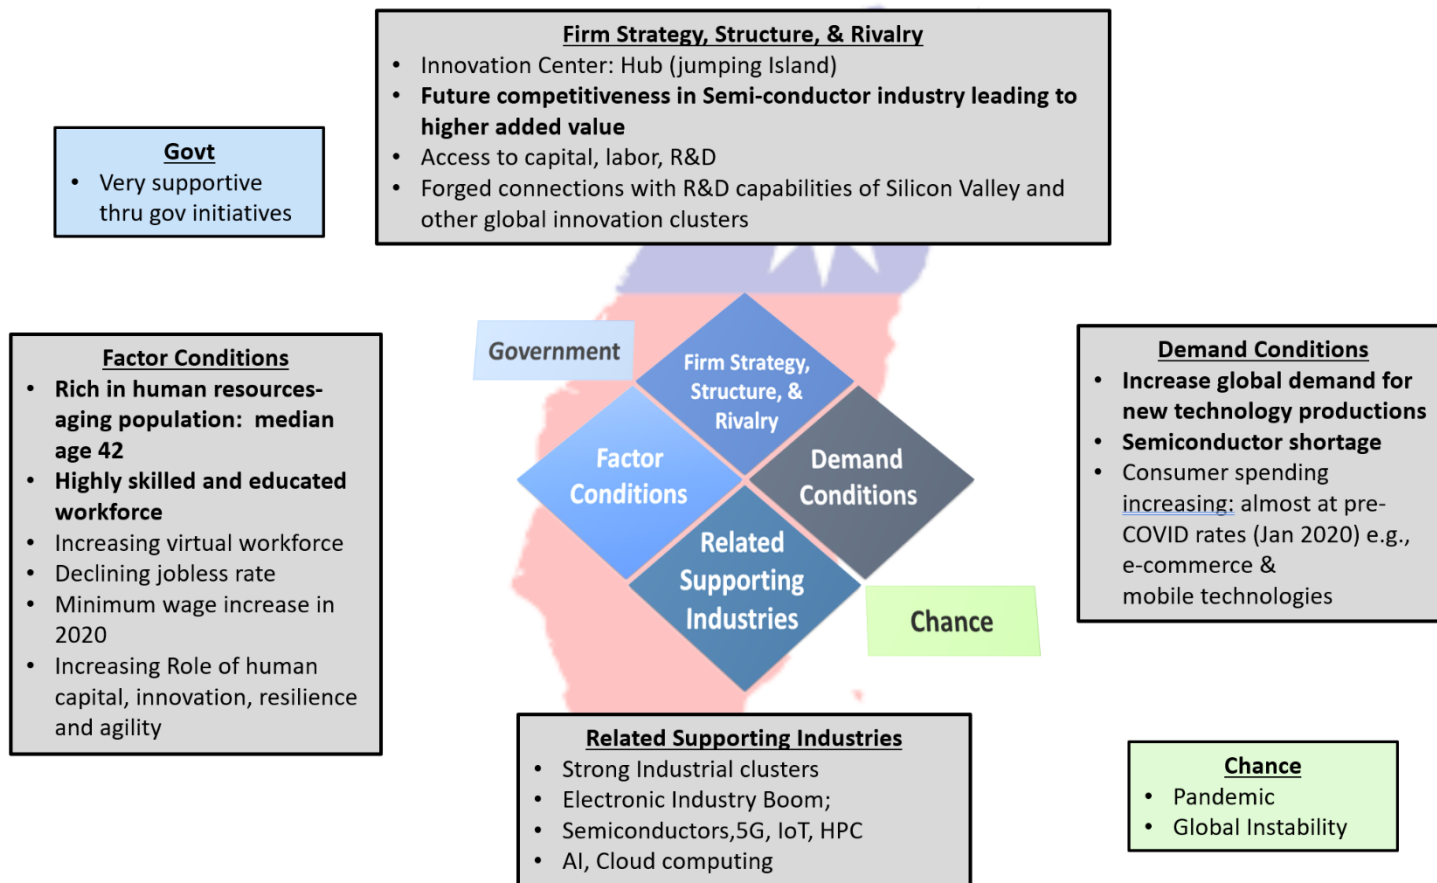 Firm Strategy, Structure, & Rivalry
• Innovation Center: Hub (jumping Island)
• Future competitiveness in Semi-conductor industry leading to
higher added value
• Access to capital, labor, R&D
• Forged connections with R&D capabilities of Silicon Valley and
other global innovation clusters
Govt
• Very supportive
thru gov initiatives
Factor Conditions
• Rich in human resources-
aging population: median
age 42
• Highly skilled and educated
workforce
• Increasing virtual workforce
• Declining jobless rate
• Minimum wage increase in
2020
• Increasing Role of human
capital, innovation, resilience
and agility
Government
Firm Strategy,
Structure, &
Rivalry
Factor
Conditions
Demand
Conditions
Related
Supporting
Industries
Chance
Demand Conditions
• Increase global demand for
new technology productions
• Semiconductor shortage
• Consumer spending
increasing: almost at pre-
COVID rates (Jan 2020) e.g.,
e-commerce &
mobile technologies
Related Supporting Industries
• Strong Industrial clusters
• Electronic Industry Boom;
• Semiconductors,5G, IoT, HPC
• AI, Cloud computing
Chance
• Pandemic
• Global Instability